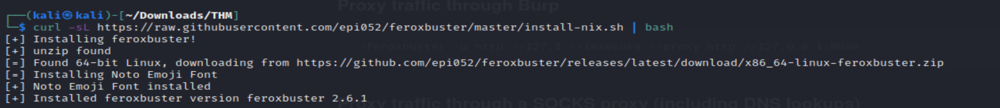 Proxy traffic through Burp
┌──(kali㉿kali)-[~/Downloads/THM]
└─$ curl -sL https://raw.githubusercontent.com/epi052/feroxbuster/master/install-nix.sh | bash
[+] Installing feroxbuster!
./feroxbuster -u http://127.1 --insecure --proxy http://127.0.0.1:8080
[+] unzip found
[=] Found 64-bit Linux, downloading from https://github.com/epi052/feroxbuster/releases/latest/download/x86_64-linux-feroxbuster.zip
[=] Installing Noto Emoji Font
[+] Noto Emoji Font installed
[+] Installed feroxbuster version feroxbuster 2.6.1
Proxy traffic through a SOCKS proxy (including DNS lookups)